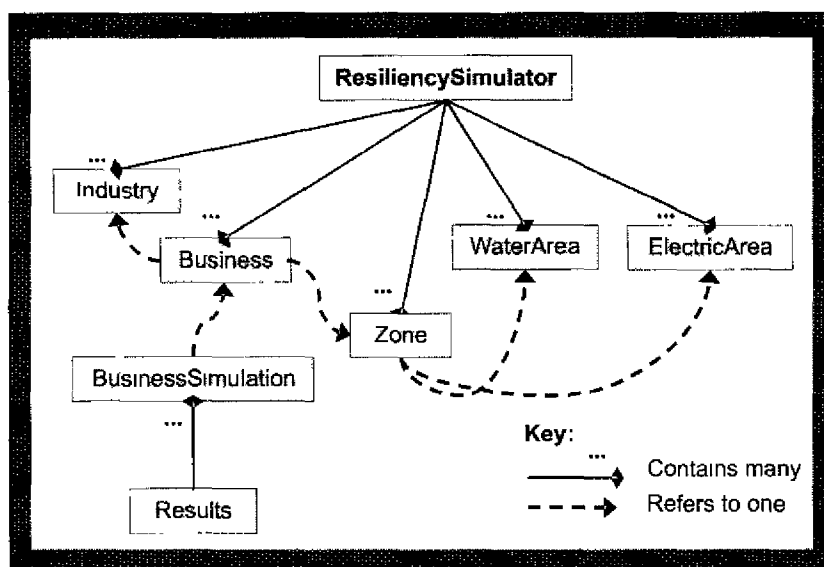 ResiliencySimulator
...
Industry
...
Business
...
WaterArea
...
ElectricArea
...
Zone
BusinessSimulation
...
Results
Key:
...
Contains many
Refers to one